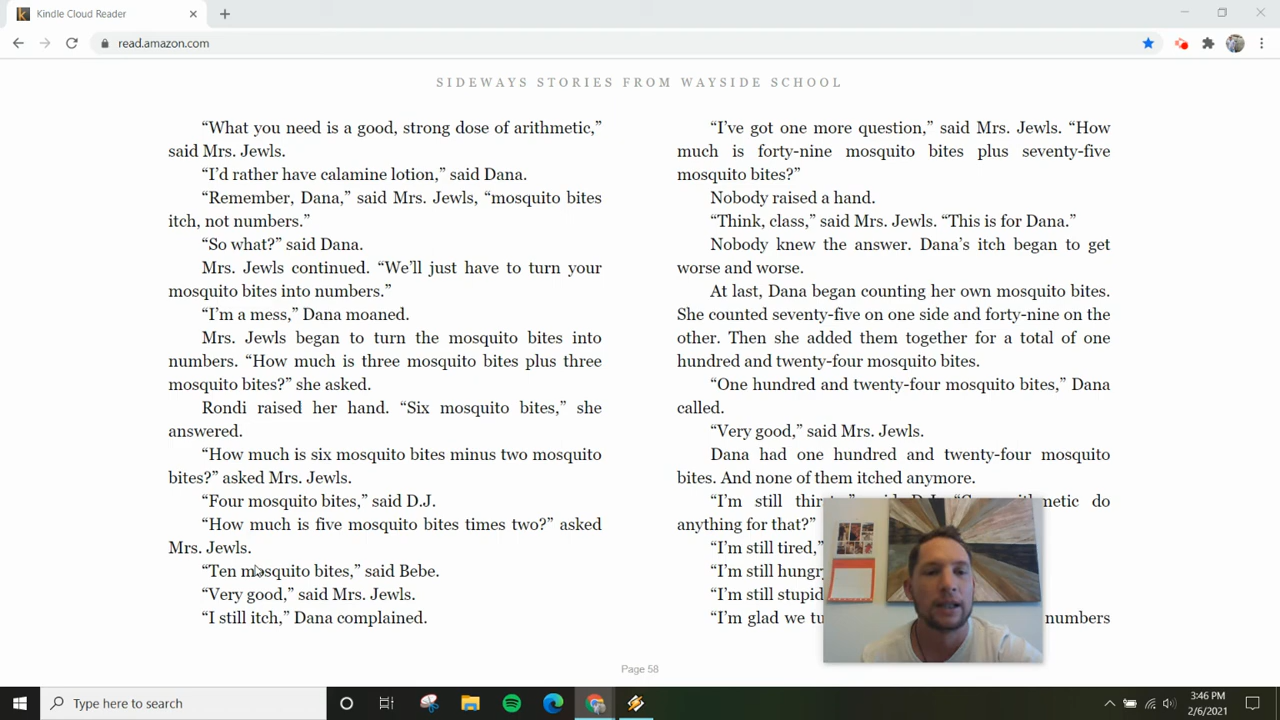 Kindle Cloud Reader
read.amazon.com
SIDEWAYS STORIES FROM WAYSIDE SCHOOL
“What you need is a good, strong dose of arithmetic,”
said Mrs. Jewls.
“I’d rather have calamine lotion,” said Dana.
“Remember, Dana,” said Mrs. Jewls, “mosquito bites
itch, not numbers.”
“So what?” said Dana.
Mrs. Jewls continued. “We’ll just have to turn your
mosquito bites into numbers.”
“I’m a mess,” Dana moaned.
Mrs. Jewls began to turn the mosquito bites into
numbers. “How much is three mosquito bites plus three
mosquito bites?” she asked.
Rondi raised her hand. “Six mosquito bites,” she
answered.
“How much is six mosquito bites minus two mosquito
bites?” asked Mrs. Jewls.
“Four mosquito bites,” said D.J.
“How much is five mosquito bites times two?” asked
Mrs. Jewls.
“Ten mosquito bites,” said Bebe.
“Very good,” said Mrs. Jewls.
“I still itch,” Dana complained.
“I’ve got one more question,” said Mrs. Jewls. “How
much is forty-nine mosquito bites plus seventy-five
mosquito bites?”
Nobody raised a hand.
“Think, class,” said Mrs. Jewls. “This is for Dana.”
Nobody knew the answer. Dana’s itch began to get
worse and worse.
At last, Dana began counting her own mosquito bites.
She counted seventy-five on one side and forty-nine on the
other. Then she added them together for a total of one
hundred and twenty-four mosquito bites.
“One hundred and twenty-four mosquito bites,” Dana
called.
“Very good,” said Mrs. Jewls.
Dana had one hundred and twenty-four mosquito
bites. And none of them itched anymore.
“I’m still do
anything for that?”
“I’m still tired,”
“I’m still
“I’m still stupid
“I’m glad we numbers
Page 58
Type here to search
3:46 PM
2/6/2021